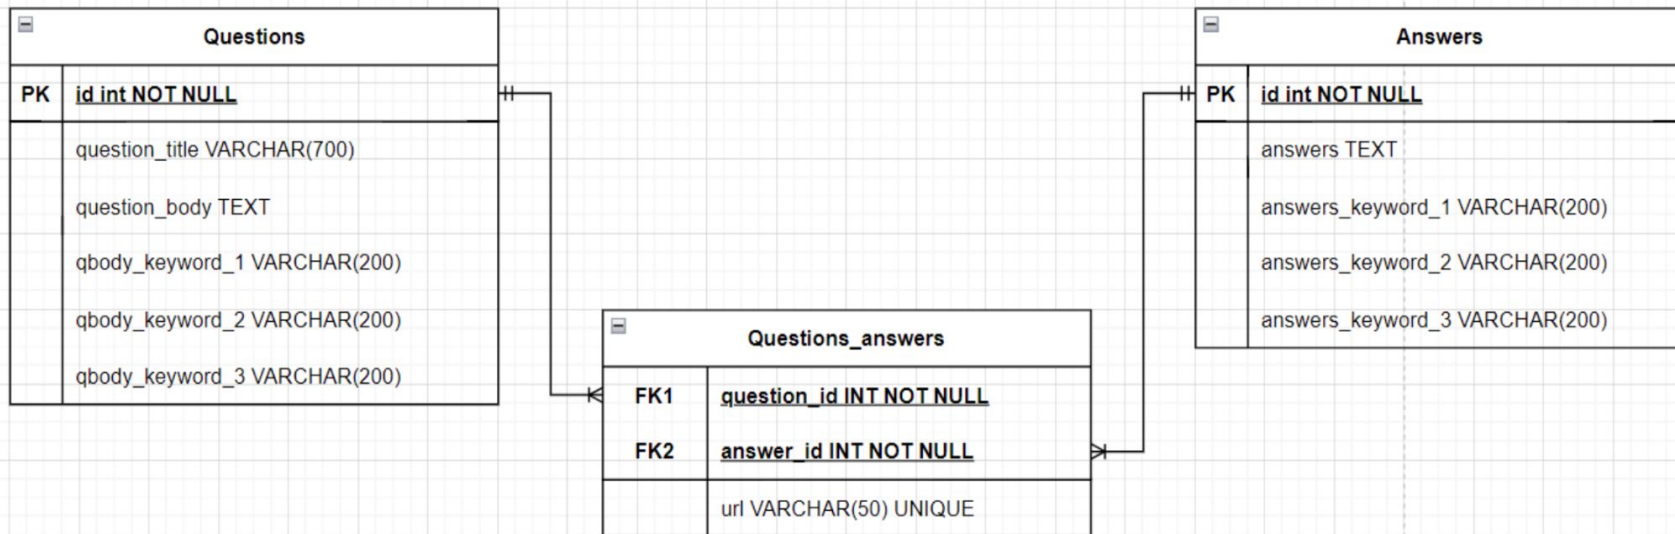 Questions
PK id int NOT NULL
question_title VARCHAR(700)
question_body TEXT
qbody_keyword_1 VARCHAR(200)
qbody_keyword_2 VARCHAR(200)
qbody_keyword_3 VARCHAR(200)
Questions_answers
FK1 question_id INT NOT NULL
FK2 answer_id INT NOT NULL
url VARCHAR(50) UNIQUE
Answers
PK id int NOT NULL
answers TEXT
answers_keyword_1 VARCHAR(200)
answers_keyword_2 VARCHAR(200)
answers_keyword_3 VARCHAR(200)